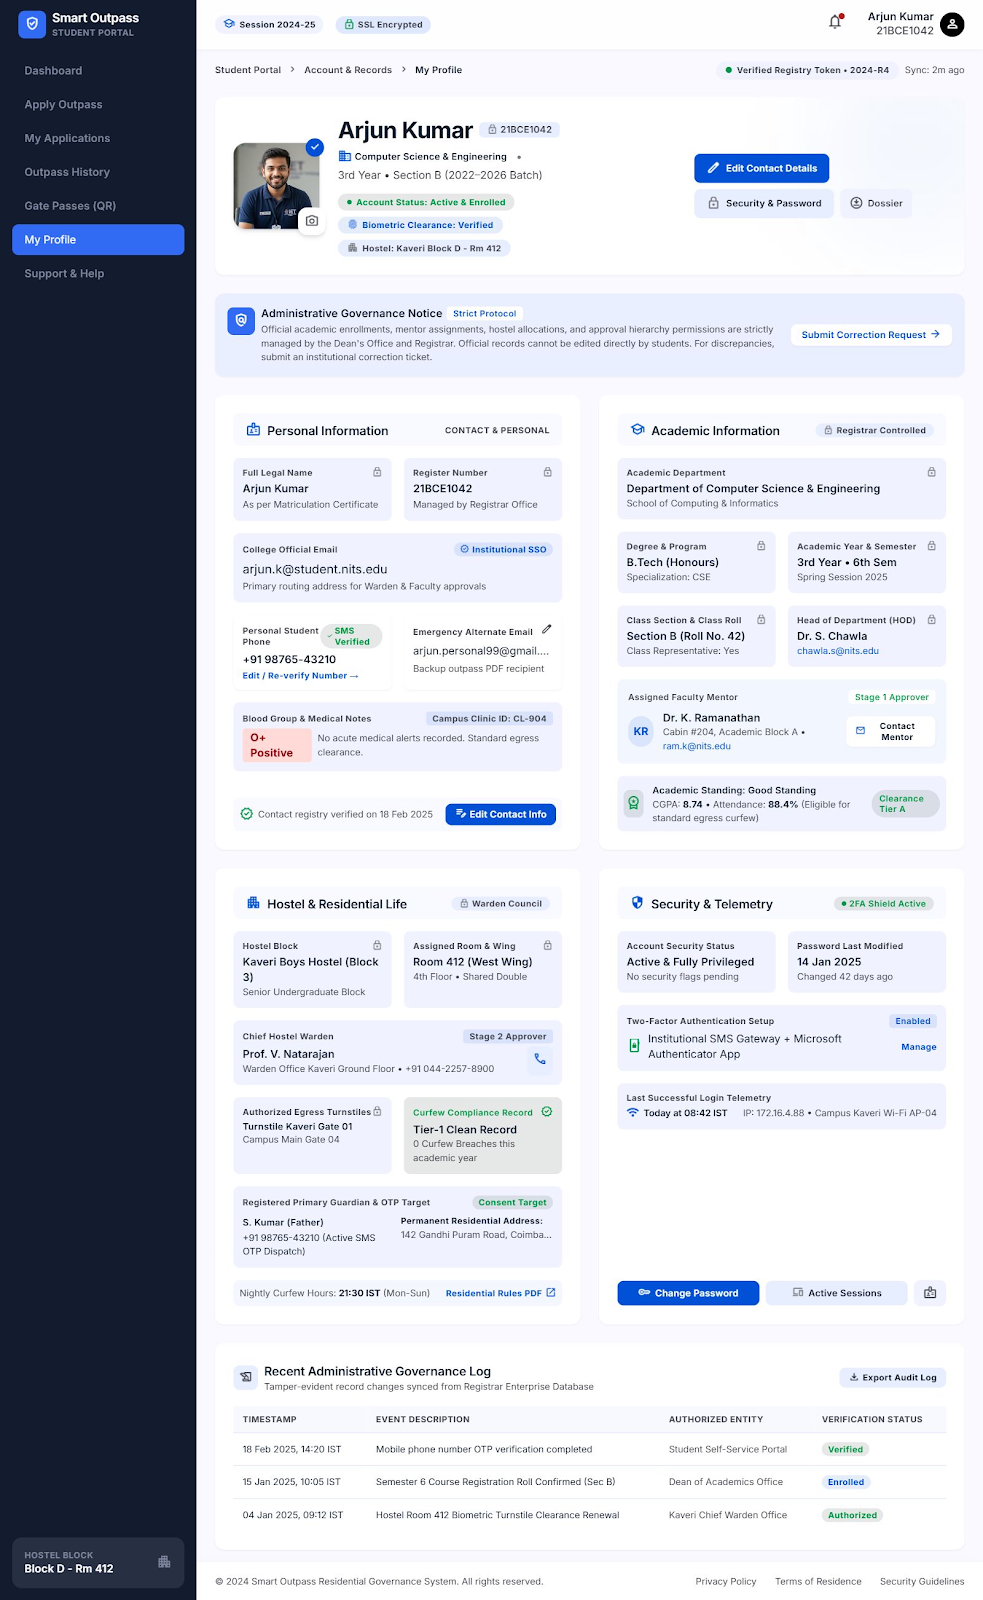 Smart Outpass
STUDENT PORTAL
Dashboard
Apply Outpass
My Applications
Outpass History
Gate Passes (QR)
My Profile
Support & Help
HOSTEL BLOCK
Block D - Rm 412
Session 2024-25
SSL Encrypted
Arjun Kumar
21BCE1042
Student Portal > Account & Records > My Profile
Verified Registry Token • 2024-R4
Sync: 2m ago
Arjun Kumar
21BCE1042
Computer Science & Engineering •
3rd Year • Section B (2022–2026 Batch)
• Account Status: Active & Enrolled
Biometric Clearance: Verified
Hostel: Kaveri Block D - Rm 412
Edit Contact Details
Security & Password
Dossier
Administrative Governance Notice
Strict Protocol
Official academic enrollments, mentor assignments, hostel allocations, and approval hierarchy permissions are strictly
managed by the Dean's Office and Registrar. Official records cannot be edited directly by students. For discrepancies,
submit an institutional correction ticket.
Submit Correction Request →
Personal Information
CONTACT & PERSONAL
Full Legal Name
Arjun Kumar
As per Matriculation Certificate
Register Number
21BCE1042
Managed by Registrar Office
College Official Email
Institutional SSO
arjun.k@student.nits.edu
Primary routing address for Warden & Faculty approvals
Personal Student
Phone
SMS
Verified
+91 98765-43210
Edit / Re-verify Number →
Emergency Alternate Email
arjun.personal99@gmail....
Backup outpass PDF recipient
Blood Group & Medical Notes
Campus Clinic ID: CL-904
O+
Positive
No acute medical alerts recorded. Standard egress
clearance.
Contact registry verified on 18 Feb 2025
Edit Contact Info
Academic Information
Registrar Controlled
Academic Department
Department of Computer Science & Engineering
School of Computing & Informatics
Degree & Program
B.Tech (Honours)
Specialization: CSE
Academic Year & Semester
3rd Year • 6th Sem
Spring Session 2025
Class Section & Class Roll
Section B (Roll No. 42)
Class Representative: Yes
Head of Department (HOD)
Dr. S. Chawla
chawla.s@nits.edu
Assigned Faculty Mentor
Stage 1 Approver
KR
Dr. K. Ramanathan
Cabin #204, Academic Block A •
ram.k@nits.edu
Contact
Mentor
Academic Standing: Good Standing
CGPA: 8.74 • Attendance: 88.4% (Eligible for
standard egress curfew)
Clearance
Tier A
Hostel & Residential Life
Warden Council
Hostel Block
Kaveri Boys Hostel (Block
3)
Senior Undergraduate Block
Assigned Room & Wing
Room 412 (West Wing)
4th Floor • Shared Double
Chief Hostel Warden
Stage 2 Approver
Prof. V. Natarajan
Warden Office Kaveri Ground Floor • +91 044-2257-8900
Authorized Egress Turnstiles
Turnstile Kaveri Gate 01
Campus Main Gate 04
Curfew Compliance Record
Tier-1 Clean Record
0 Curfew Breaches this
academic year
Registered Primary Guardian & OTP Target
Consent Target
S. Kumar (Father)
+91 98765-43210 (Active SMS
OTP Dispatch)
Permanent Residential Address:
142 Gandhi Puram Road, Coimba...
Nightly Curfew Hours: 21:30 IST (Mon-Sun)
Residential Rules PDF
Security & Telemetry
• 2FA Shield Active
Account Security Status
Active & Fully Privileged
No security flags pending
Password Last Modified
14 Jan 2025
Changed 42 days ago
Two-Factor Authentication Setup
Enabled
Institutional SMS Gateway + Microsoft
Authenticator App
Manage
Last Successful Login Telemetry
Today at 08:42 IST
IP: 172.16.4.88 • Campus Kaveri Wi-Fi AP-04
Change Password
Active Sessions
Recent Administrative Governance Log
Tamper-evident record changes synced from Registrar Enterprise Database
Export Audit Log
TIMESTAMP EVENT DESCRIPTION AUTHORIZED ENTITY VERIFICATION STATUS
18 Feb 2025, 14:20 IST Mobile phone number OTP verification completed Student Self-Service Portal Verified
15 Jan 2025, 10:05 IST Semester 6 Course Registration Roll Confirmed (Sec B) Dean of Academics Office Enrolled
04 Jan 2025, 09:12 IST Hostel Room 412 Biometric Turnstile Clearance Renewal Kaveri Chief Warden Office Authorized
© 2024 Smart Outpass Residential Governance System. All rights reserved.
Privacy Policy Terms of Residence Security Guidelines